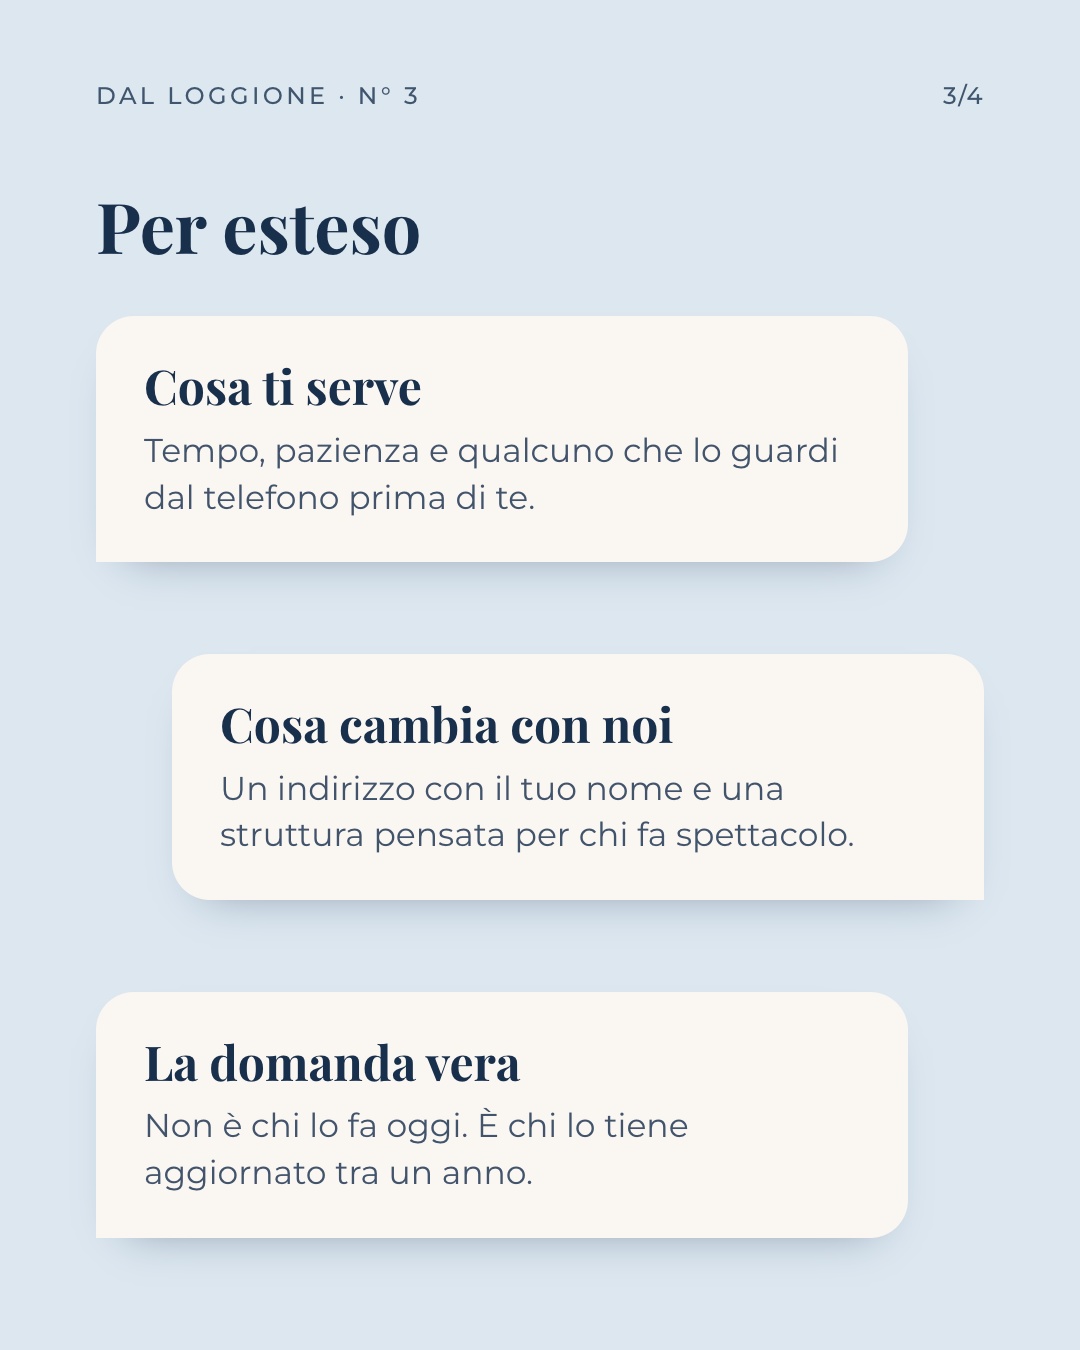 DAL LOGGIONE · N° 3
3/4
Per esteso
Cosa ti serve
Tempo, pazienza e qualcuno che lo guardi
dal telefono prima di te.
Cosa cambia con noi
Un indirizzo con il tuo nome e una
struttura pensata per chi fa spettacolo.
La domanda vera
Non è chi lo fa oggi. È chi lo tiene
aggiornato tra un anno.